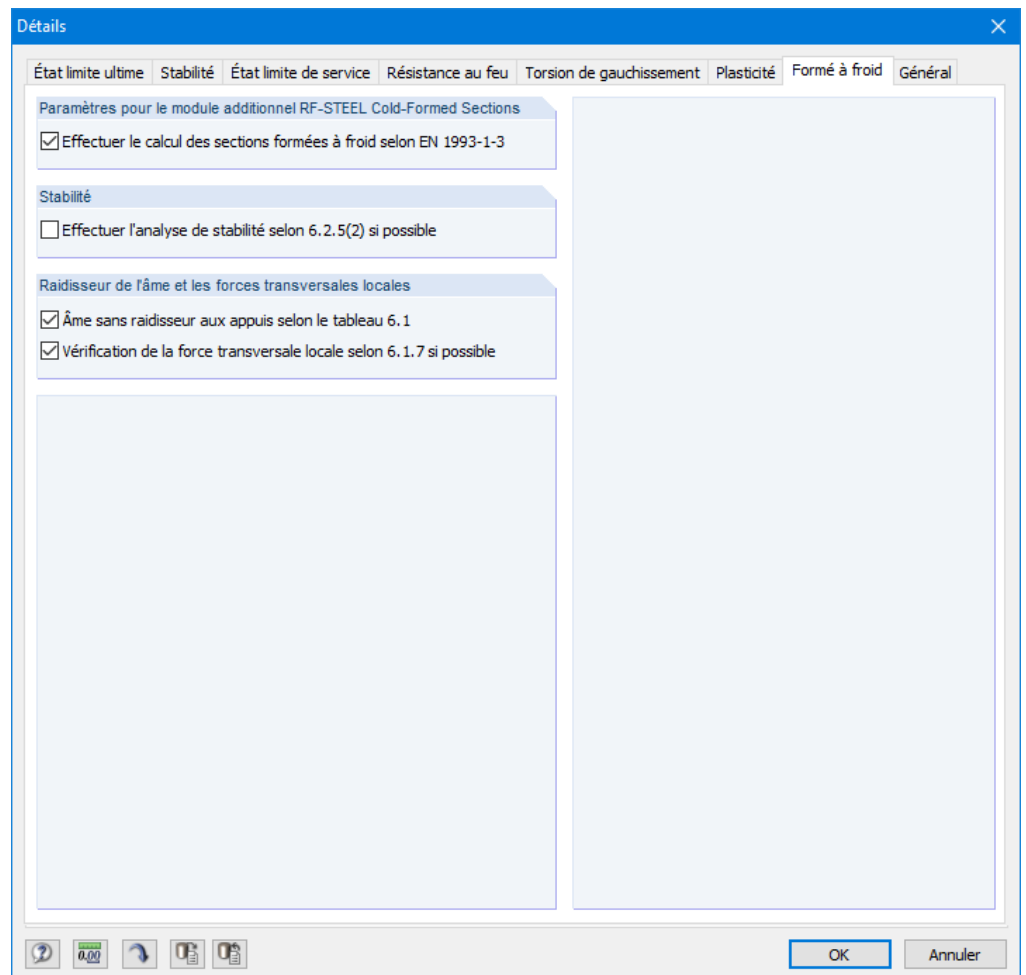 Détails
État limite ultime Stabilité État limite de service Résistance au feu Torsion de gauchissement Plasticité Formé à froid Général
Paramètres pour le module additionnel RF-STEEL Cold-Formed Sections
Effectuer le calcul des sections formées à froid selon EN 1993-1-3
Stabilité
Effectuer l'analyse de stabilité selon 6.2.5(2) si possible
Raidisseur de l'âme et les forces transversales locales
Âme sans raidisseur aux appuis selon le tableau 6.1
Vérification de la force transversale locale selon 6.1.7 si possible
0.00
OK Annuler